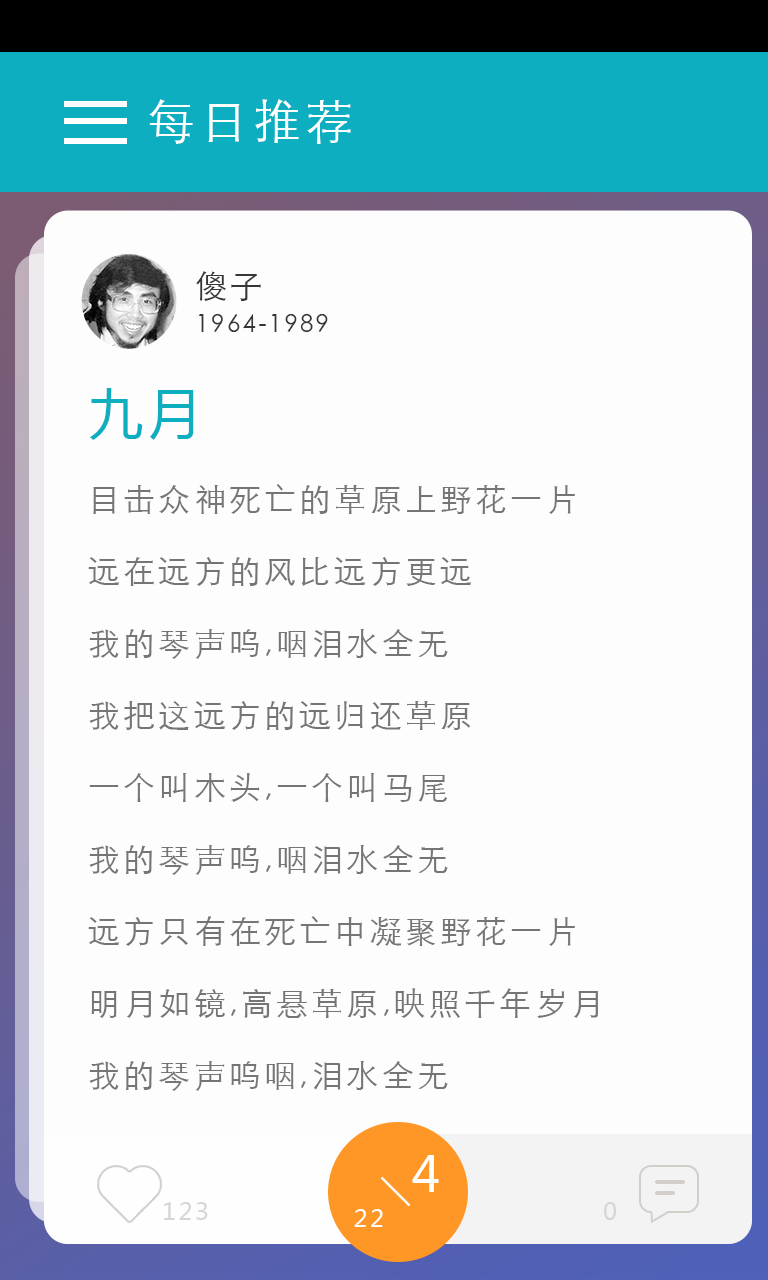 每日推荐
傻子
1964-1989
九月
目击众神死亡的草原上野花一片
远在远方的风比远方更远
我的琴声呜,咽泪水全无
我把这远方的远归还草原
一个叫木头,一个叫马尾
我的琴声呜,咽泪水全无
远方只有在死亡中凝聚野花一片
明月如镜,高悬草原,映照千年岁月
我的琴声呜咽,泪水全无
123
22\4
0